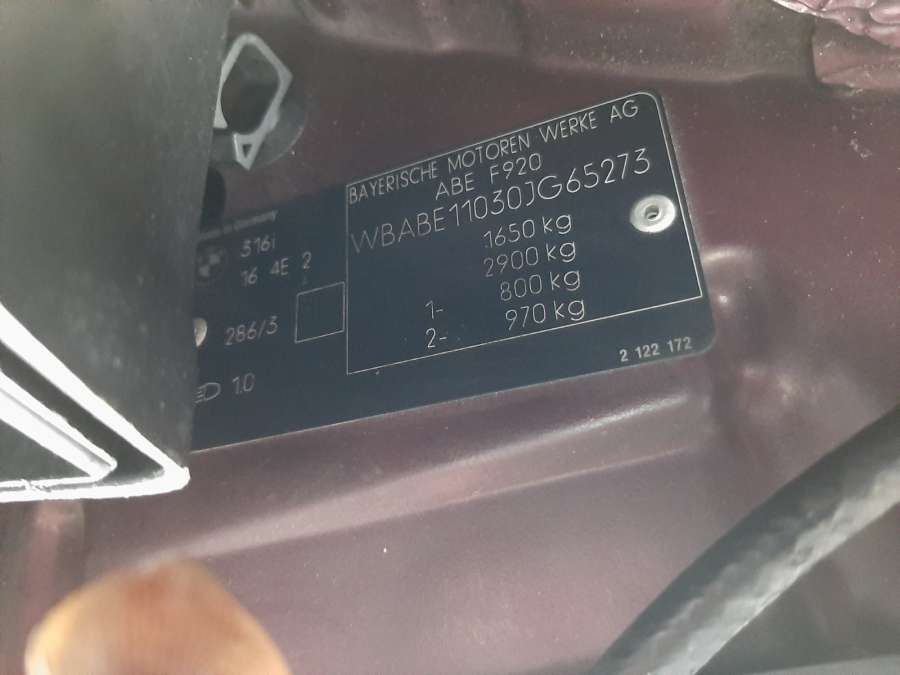 BAYERISCHE MOTOREN WERKE AG
ABE F920
WBABE11030JG65273
1650 kg
2900 kg
1- 800 kg
2- 970 kg
Germany
316i
16 4E 2
286/3
1.0
2 122 172